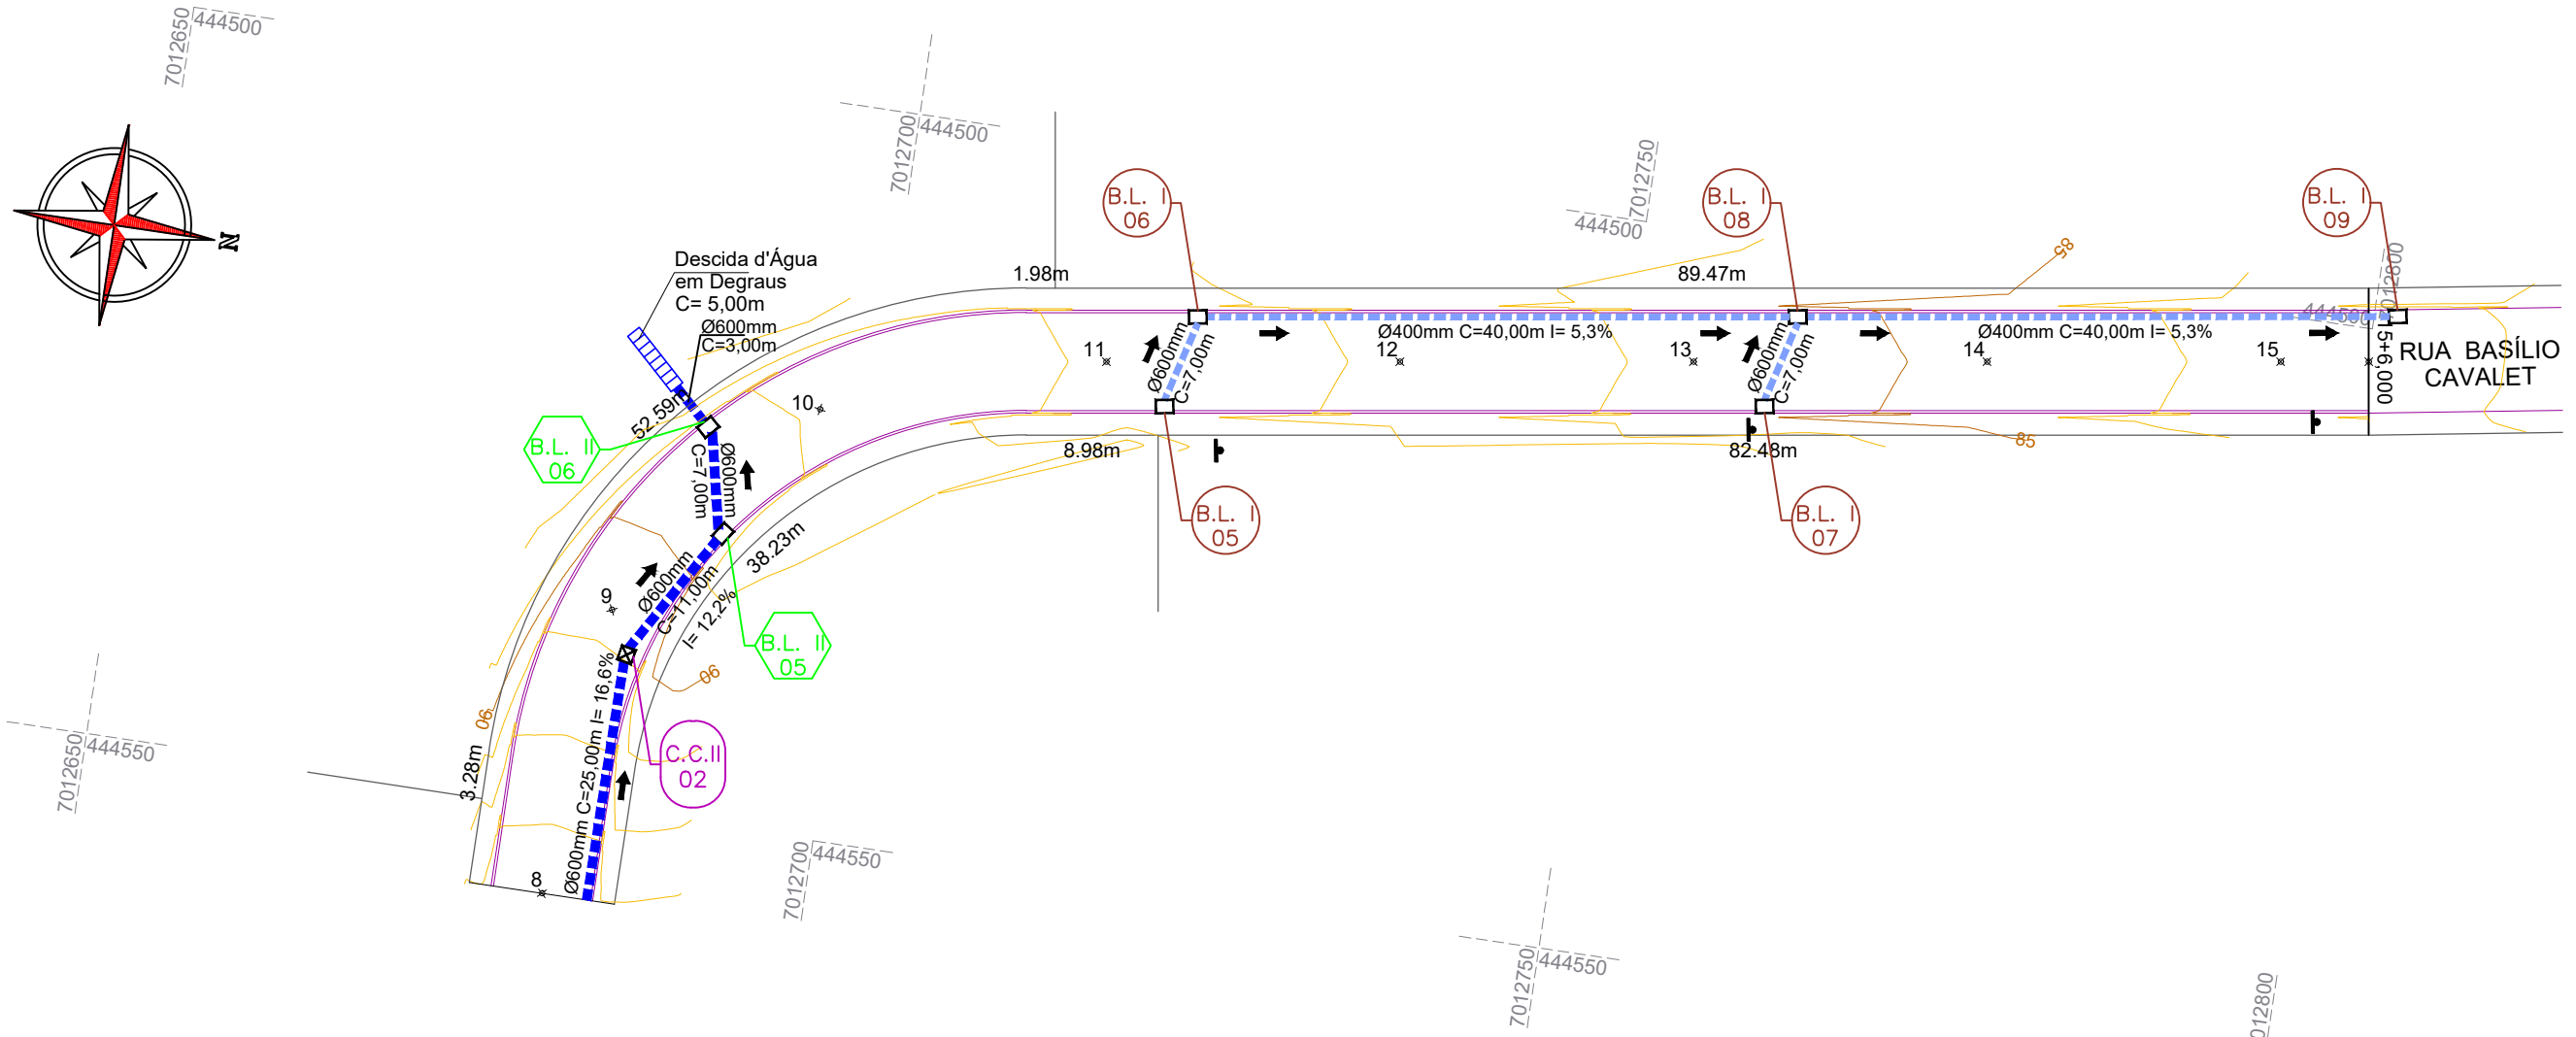 7012650
444500
7012700
444500
7012750
444500
N
B.L. I
06
B.L. I
08
B.L. I
09
Descida d'Água
em Degraus
C= 5,00m
Ø600mm
C=3,00m
1.98m
89.47m
85
444500
Ø400mm C=40,00m I= 5,3%
Ø400mm C=40,00m I= 5,3%
11
12
13
14
15
Ø600mm
C=7,00m
Ø600mm
C=7,00m
15+6,000
RUA BASÍLIO
CAVALET
10
52.59m
B.L. II
06
Ø600mm
C=7,00m
8.98m
82.48m
85
B.L. I
05
B.L. I
07
38.23m
9
Ø600mm
C=11,00m
I= 12,2%
B.L. II
05
90
90
3.28m
C.C.II
02
Ø600mm C=25,00m I= 16,6%
8
7012650
444550
7012700
444550
7012750
444550